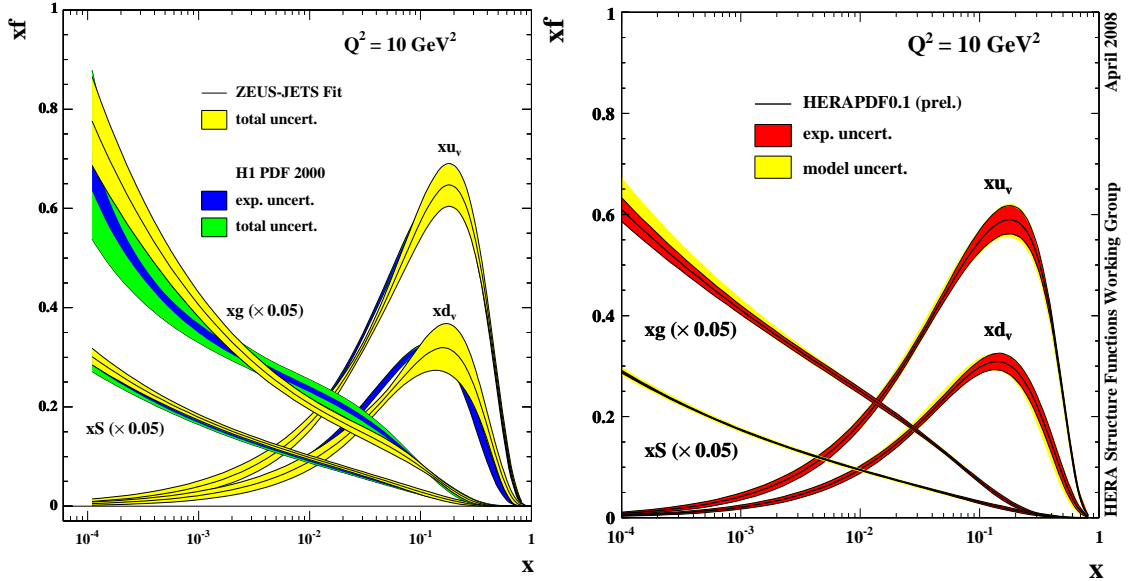 xf
1
0.8
0.6
0.4
0.2
0
Q² = 10 GeV²
ZEUS-JETS Fit
total uncert.
H1 PDF 2000
exp. uncert.
total uncert.
xuᵥ
xdᵥ
xg (× 0.05)
xS (× 0.05)
10⁻⁴
10⁻³
10⁻²
10⁻¹
1
x
xf
1
0.8
0.6
0.4
0.2
0
Q² = 10 GeV²
HERAPDF0.1 (prel.)
exp. uncert.
model uncert.
xuᵥ
xdᵥ
xg (× 0.05)
xS (× 0.05)
10⁻⁴
10⁻³
10⁻²
10⁻¹
1
x
HERA Structure Functions Working Group
April 2008